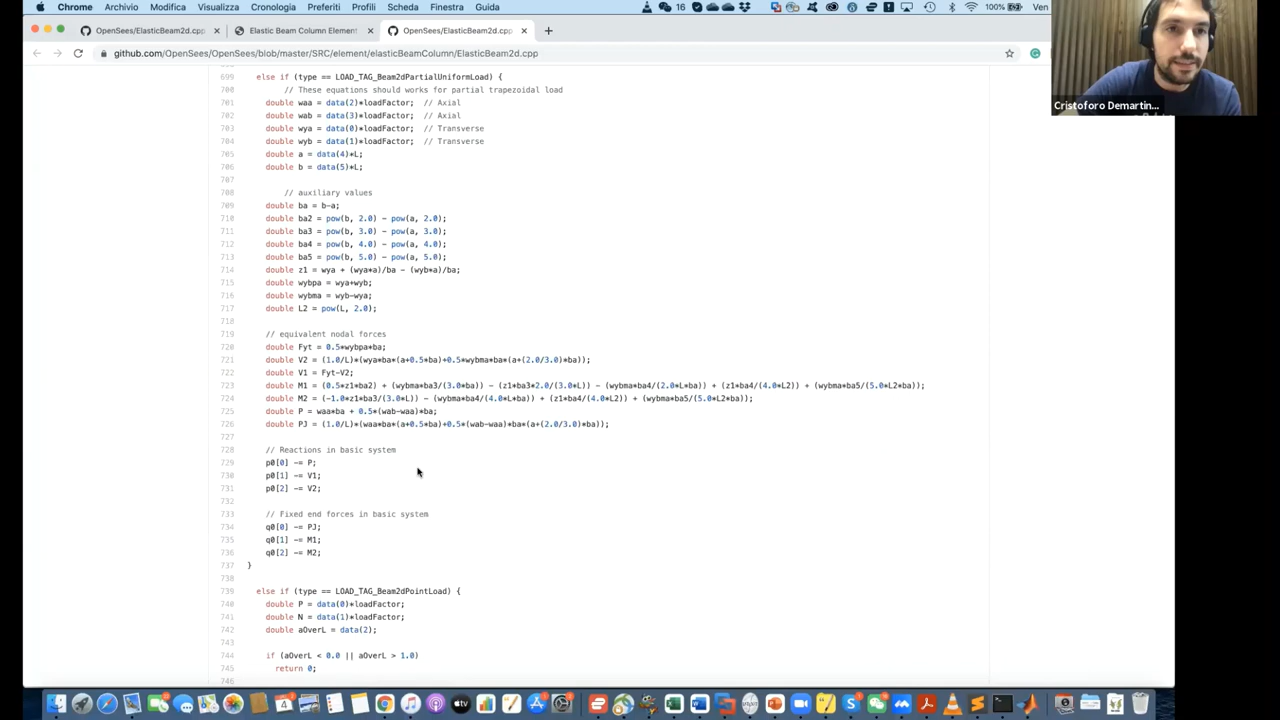 Chrome Archivio Modifica Visualizza Cronologia Preferiti Profili Scheda Finestra Guida 16 100% Ven
OpenSees/ElasticBeam2d.cpp Elastic Beam Column Element OpenSees/ElasticBeam2d.cpp
github.com/OpenSees/OpenSees/blob/master/SRC/element/elasticBeamColumn/ElasticBeam2d.cpp
Cristoforo Demartin...
699 else if (type == LOAD_TAG_Beam2dPartialUniformLoad) {
700 // These equations should works for partial trapezoidal load
701 double waa = data(2)*loadFactor; // Axial
702 double wab = data(3)*loadFactor; // Axial
703 double wya = data(0)*loadFactor; // Transverse
704 double wyb = data(1)*loadFactor; // Transverse
705 double a = data(4)*L;
706 double b = data(5)*L;
707
708 // auxiliary values
709 double ba = b-a;
710 double ba2 = pow(b, 2.0) - pow(a, 2.0);
711 double ba3 = pow(b, 3.0) - pow(a, 3.0);
712 double ba4 = pow(b, 4.0) - pow(a, 4.0);
713 double ba5 = pow(b, 5.0) - pow(a, 5.0);
714 double z1 = wya + (wya*a)/ba - (wyb*a)/ba;
715 double wybpa = wya+wyb;
716 double wybma = wyb-wya;
717 double L2 = pow(L, 2.0);
718
719 // equivalent nodal forces
720 double Fyt = 0.5*wybpa*ba;
721 double V2 = (1.0/L)*(wya*ba*(a+0.5*ba)+0.5*wybma*ba*(a+(2.0/3.0)*ba));
722 double V1 = Fyt-V2;
723 double M1 = (0.5*z1*ba2) + (wybma*ba3/(3.0*ba)) - (z1*ba3*2.0/(3.0*L)) - (wybma*ba4/(2.0*L*ba)) + (z1*ba4/(4.0*L2)) + (wybma*ba5/(5.0*L2*ba));
724 double M2 = (-1.0*z1*ba3/(3.0*L)) - (wybma*ba4/(4.0*L*ba)) + (z1*ba4/(4.0*L2)) + (wybma*ba5/(5.0*L2*ba));
725 double P = waa*ba + 0.5*(wab-waa)*ba;
726 double PJ = (1.0/L)*(waa*ba*(a+0.5*ba)+0.5*(wab-waa)*ba*(a+(2.0/3.0)*ba));
727
728 // Reactions in basic system
729 p0[0] -= P;
730 p0[1] -= V1;
731 p0[2] -= V2;
732
733 // Fixed end forces in basic system
734 q0[0] -= PJ;
735 q0[1] -= M1;
736 q0[2] -= M2;
737 }
738
739 else if (type == LOAD_TAG_Beam2dPointLoad) {
740 double P = data(0)*loadFactor;
741 double N = data(1)*loadFactor;
742 double aOverL = data(2);
743
744 if (aOverL < 0.0 || aOverL > 1.0)
745 return 0;
746